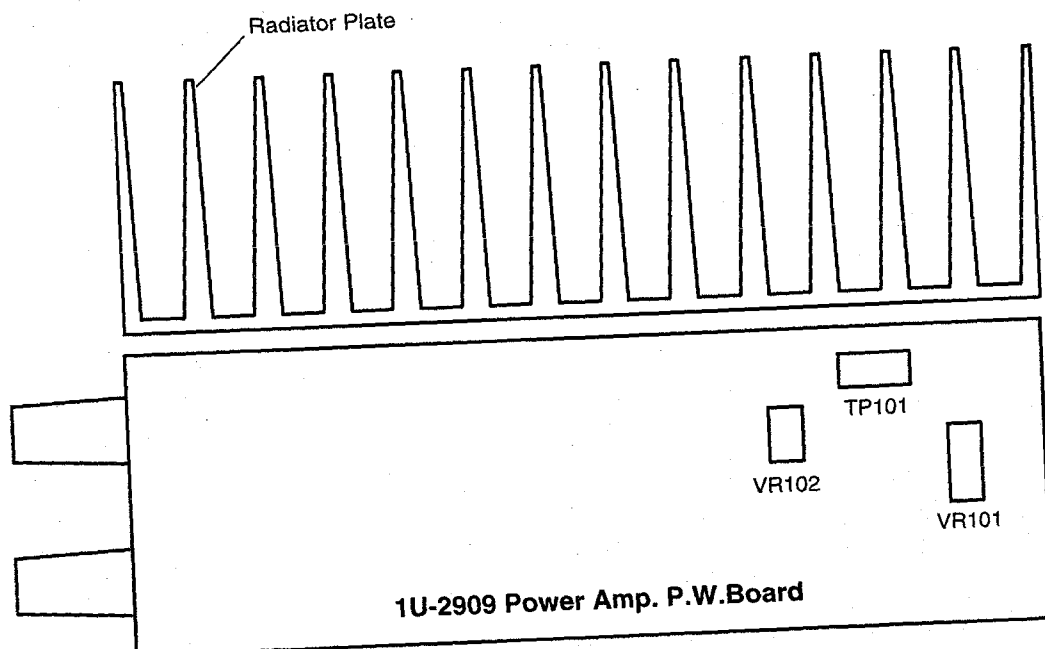 Radiator Plate
TP101
VR102
VR101
1U-2909 Power Amp. P.W.Board